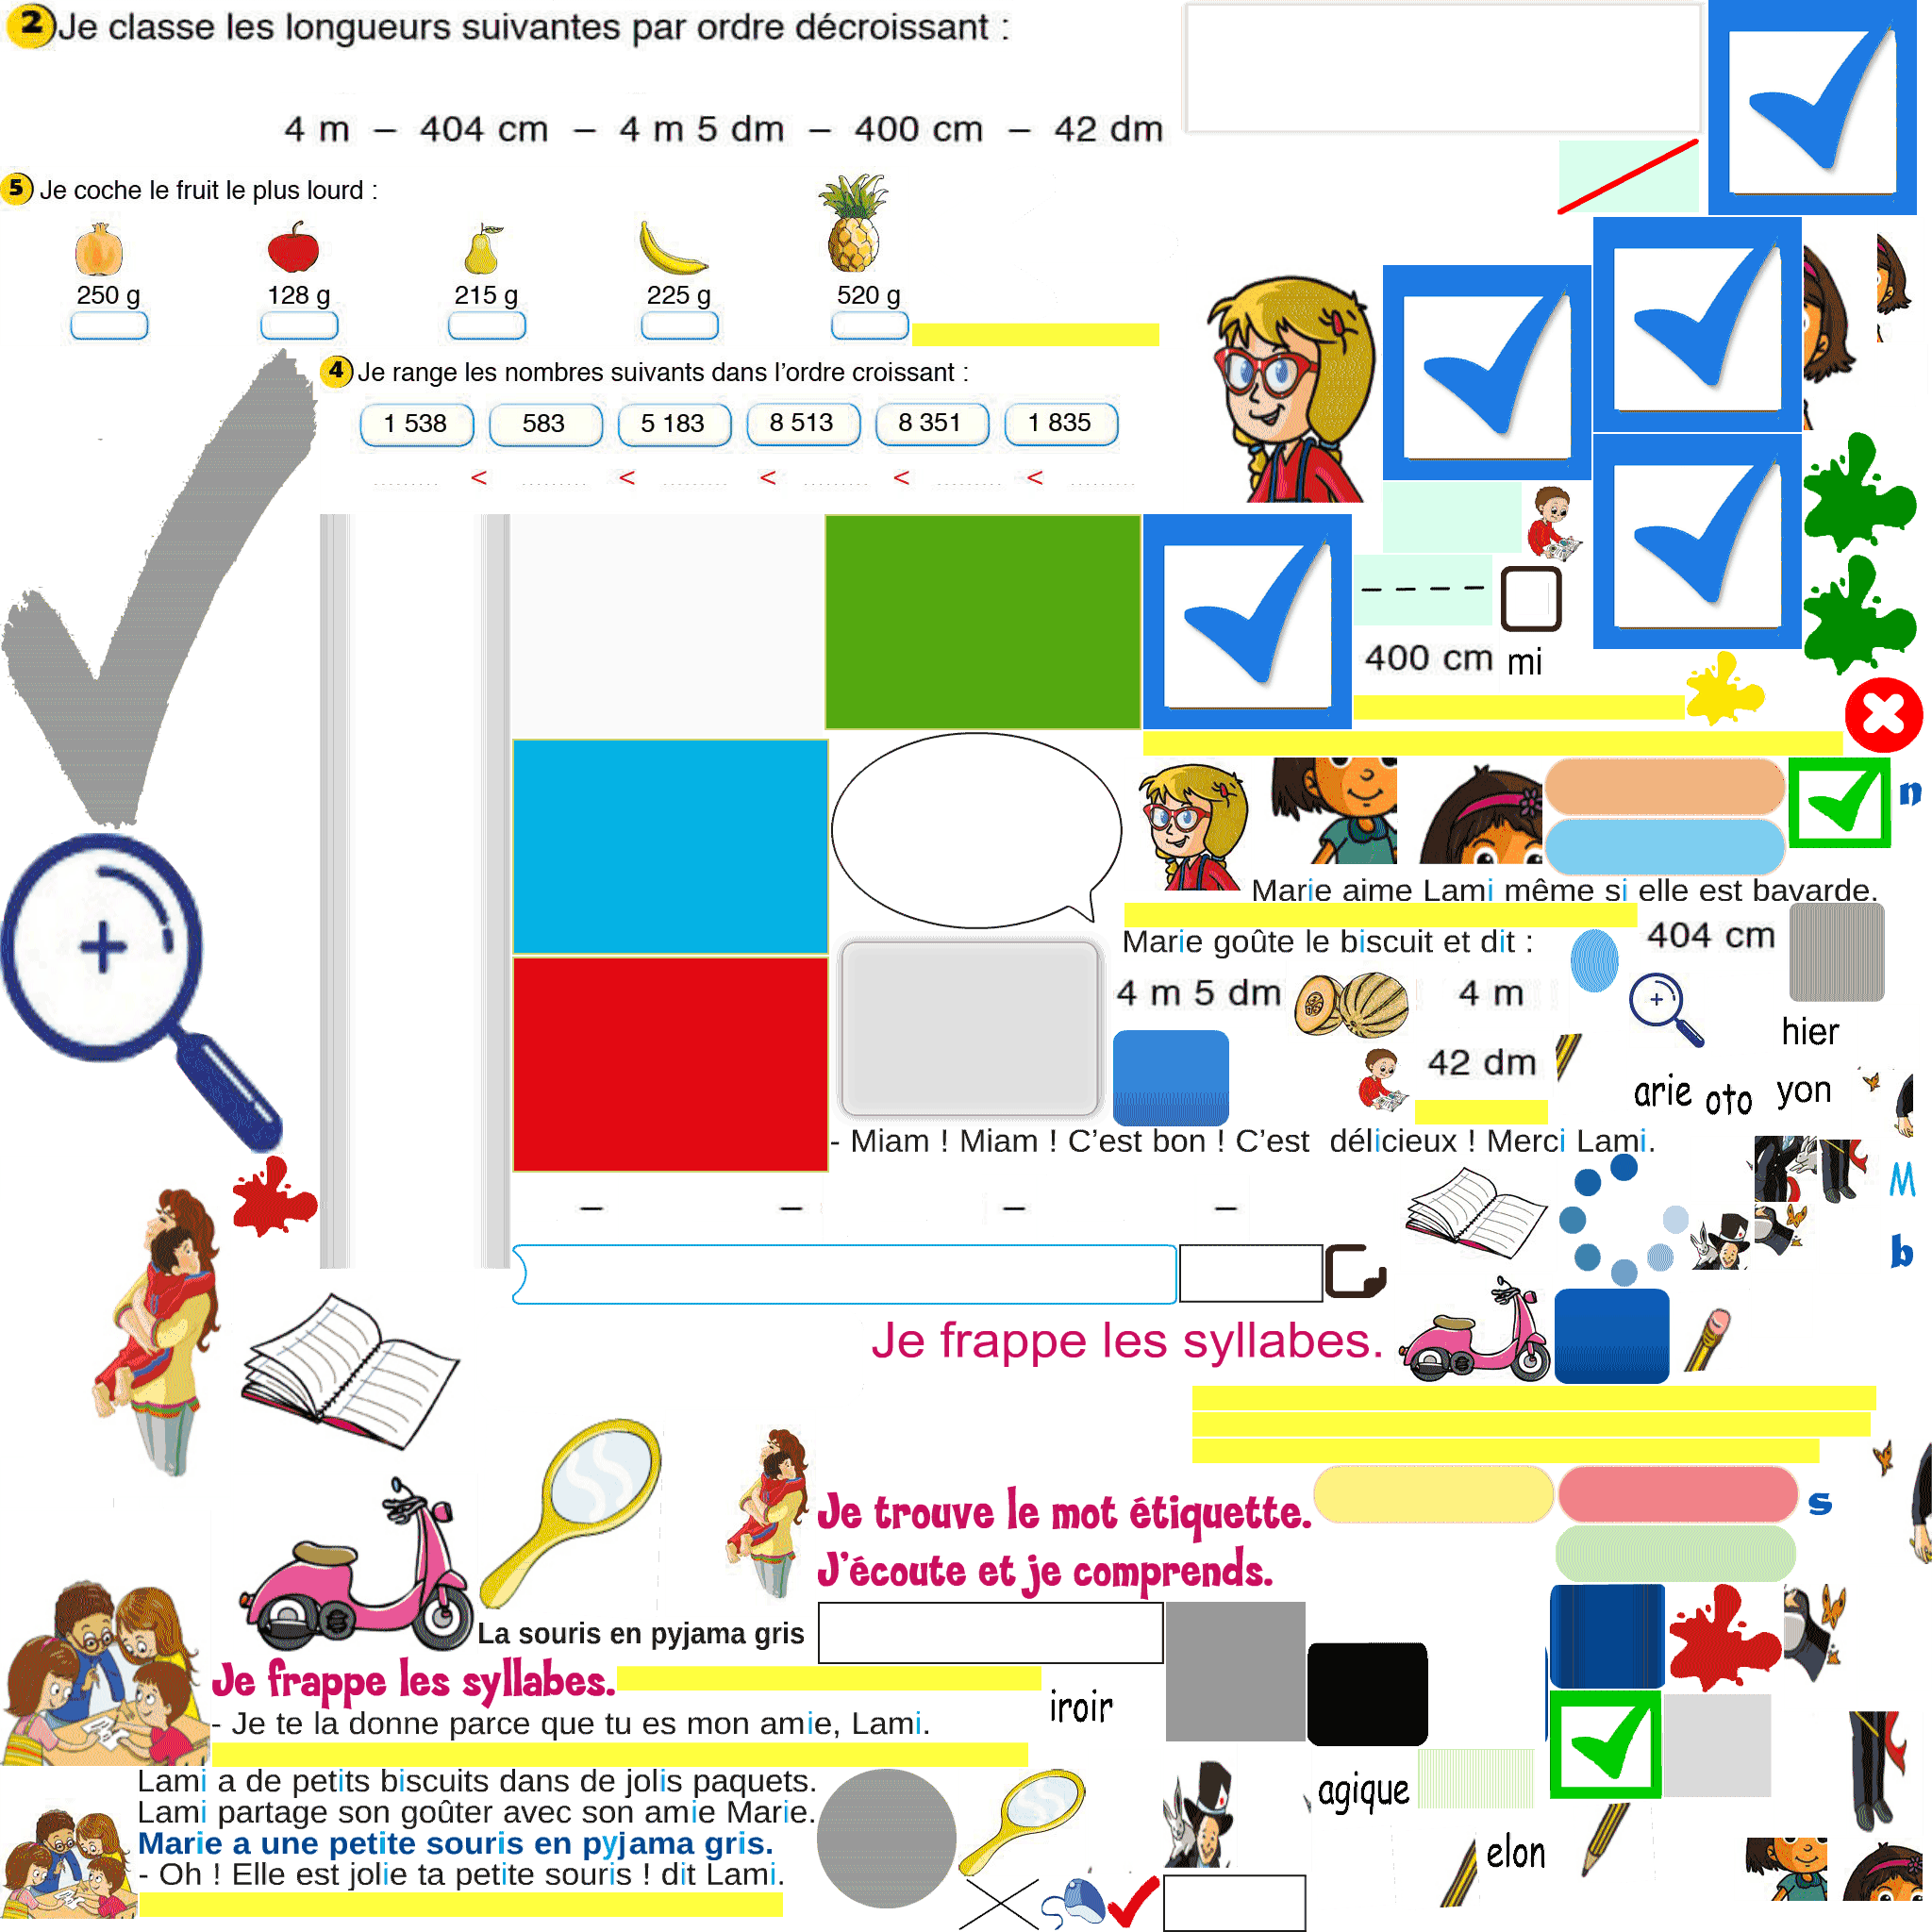 2 Je classe les longueurs suivantes par ordre décroissant :
4 m – 404 cm – 4 m 5 dm – 400 cm – 42 dm
5 Je coche le fruit le plus lourd :
250 g 128 g 215 g 225 g 520 g
4 Je range les nombres suivants dans l'ordre croissant :
1 538 583 5 183 8 513 8 351 1 835
< < < < <
400 cm mi
n
Marie aime Lami même si elle est bavarde.
Marie goûte le biscuit et dit :
404 cm
4 m 5 dm
4 m
hier
42 dm
arie oto yon
- Miam ! Miam ! C'est bon ! C'est délicieux ! Merci Lami.
M
– – – –
b
Je frappe les syllabes.
Je trouve le mot étiquette.
s
J'écoute et je comprends.
La souris en pyjama gris
Je frappe les syllabes.
iroir
- Je te la donne parce que tu es mon amie, Lami.
Lami a de petits biscuits dans de jolis paquets.
agique
Lami partage son goûter avec son amie Marie.
Marie a une petite souris en pyjama gris.
elon
- Oh ! Elle est jolie ta petite souris ! dit Lami.